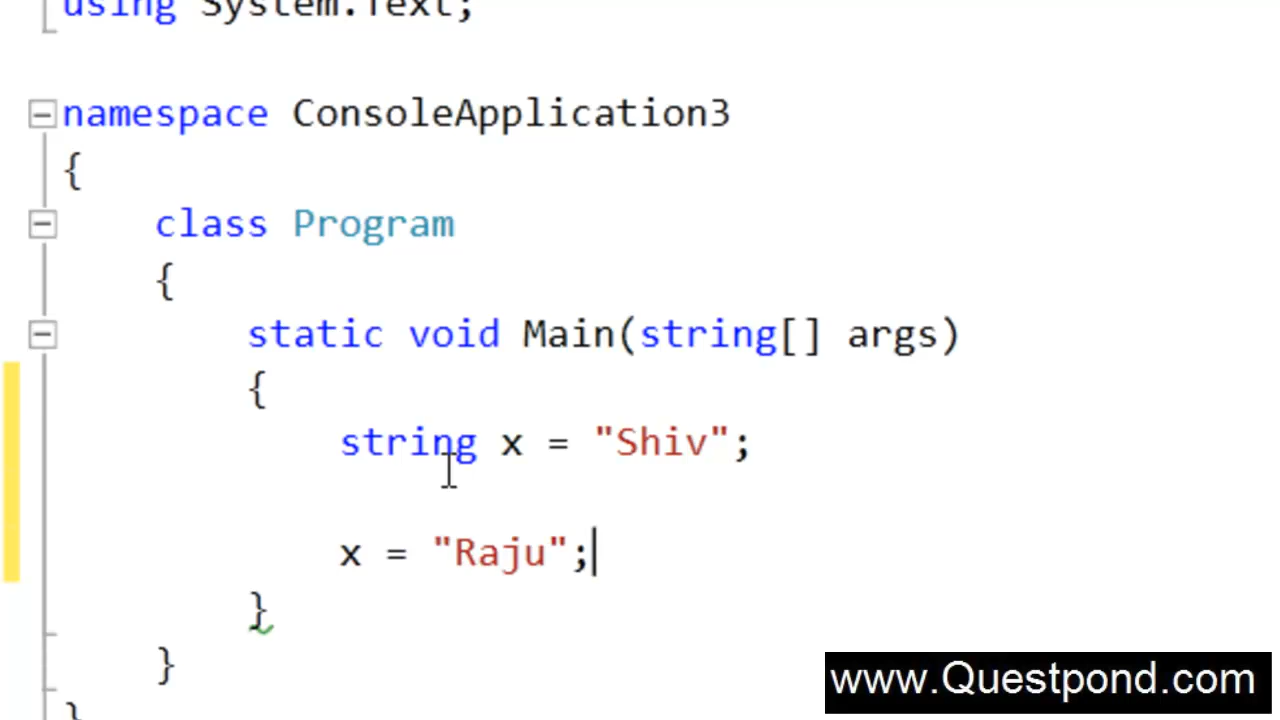 using System.Text;
namespace ConsoleApplication3
{
class Program
{
static void Main(string[] args)
{
string x = "Shiv";
x = "Raju";
}
}
}
www.Questpond.com